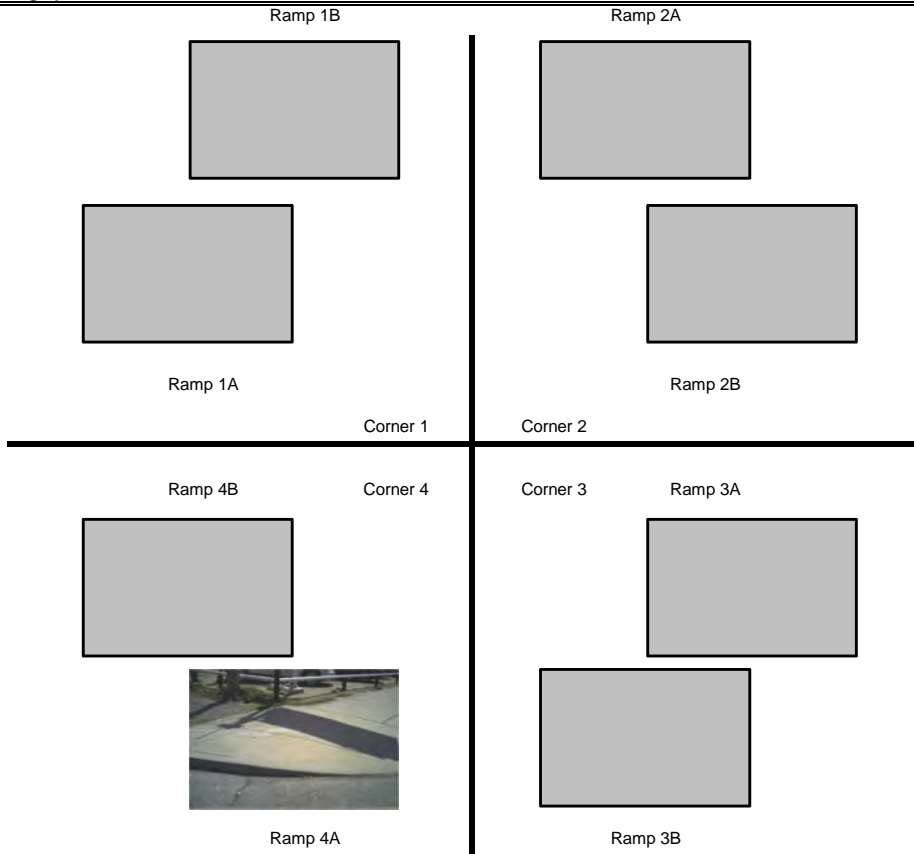 Ramp 1B
Ramp 2A
Ramp 1A
Ramp 2B
Corner 1
Corner 2
Ramp 4B
Corner 4
Corner 3
Ramp 3A
Ramp 4A
Ramp 3B